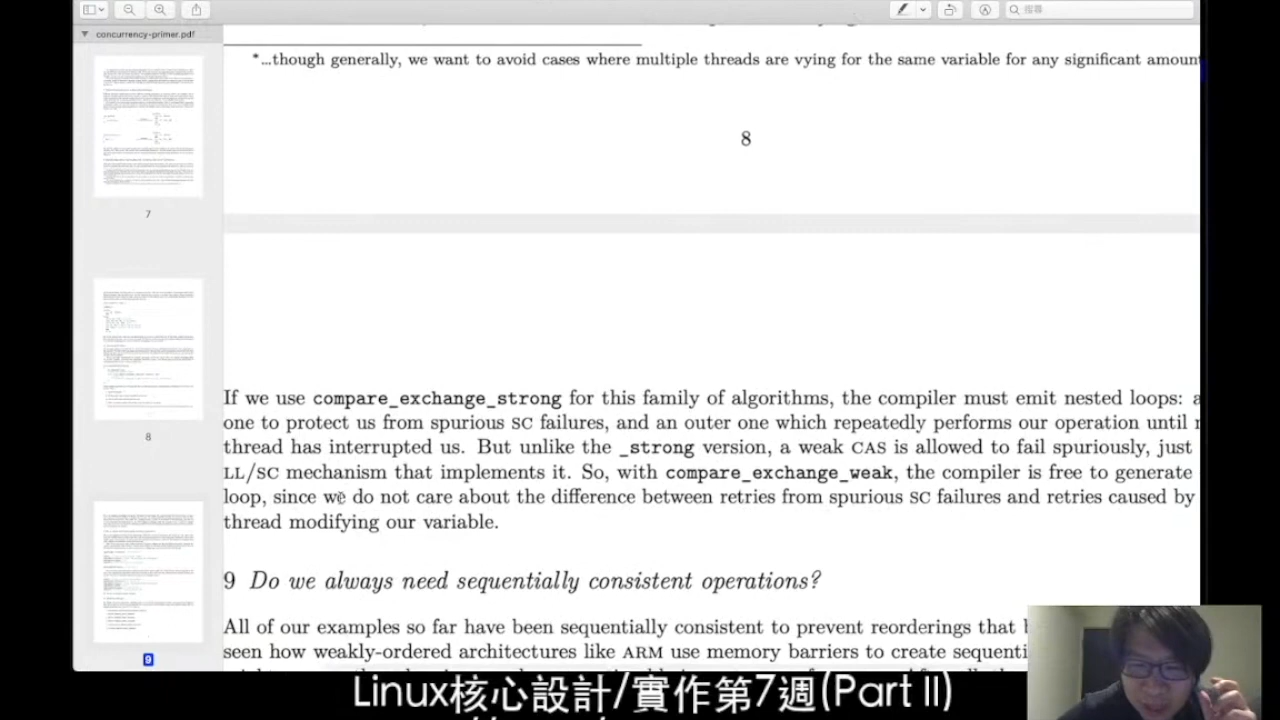 搜尋
concurrency-primer.pdf
*...though generally, we want to avoid cases where multiple threads are vying for the same variable for any significant amount
8
If we use compare_exchange_strong for this family of algorithms, the compiler must emit nested loops: a
one to protect us from spurious SC failures, and an outer one which repeatedly performs our operation until
thread has interrupted us. But unlike the _strong version, a weak CAS is allowed to fail spuriously, just
LL/SC mechanism that implements it. So, with compare_exchange_weak, the compiler is free to generate
loop, since we do not care about the difference between retries from spurious SC failures and retries caused by
thread modifying our variable.
9 Do we always need sequentially consistent operations?
All of our examples so far have been sequentially consistent to prevent reorderings that
seen how weakly-ordered architectures like ARM use memory barriers to create
7
8
9
Linux核心設計/實作第7週(Part II)